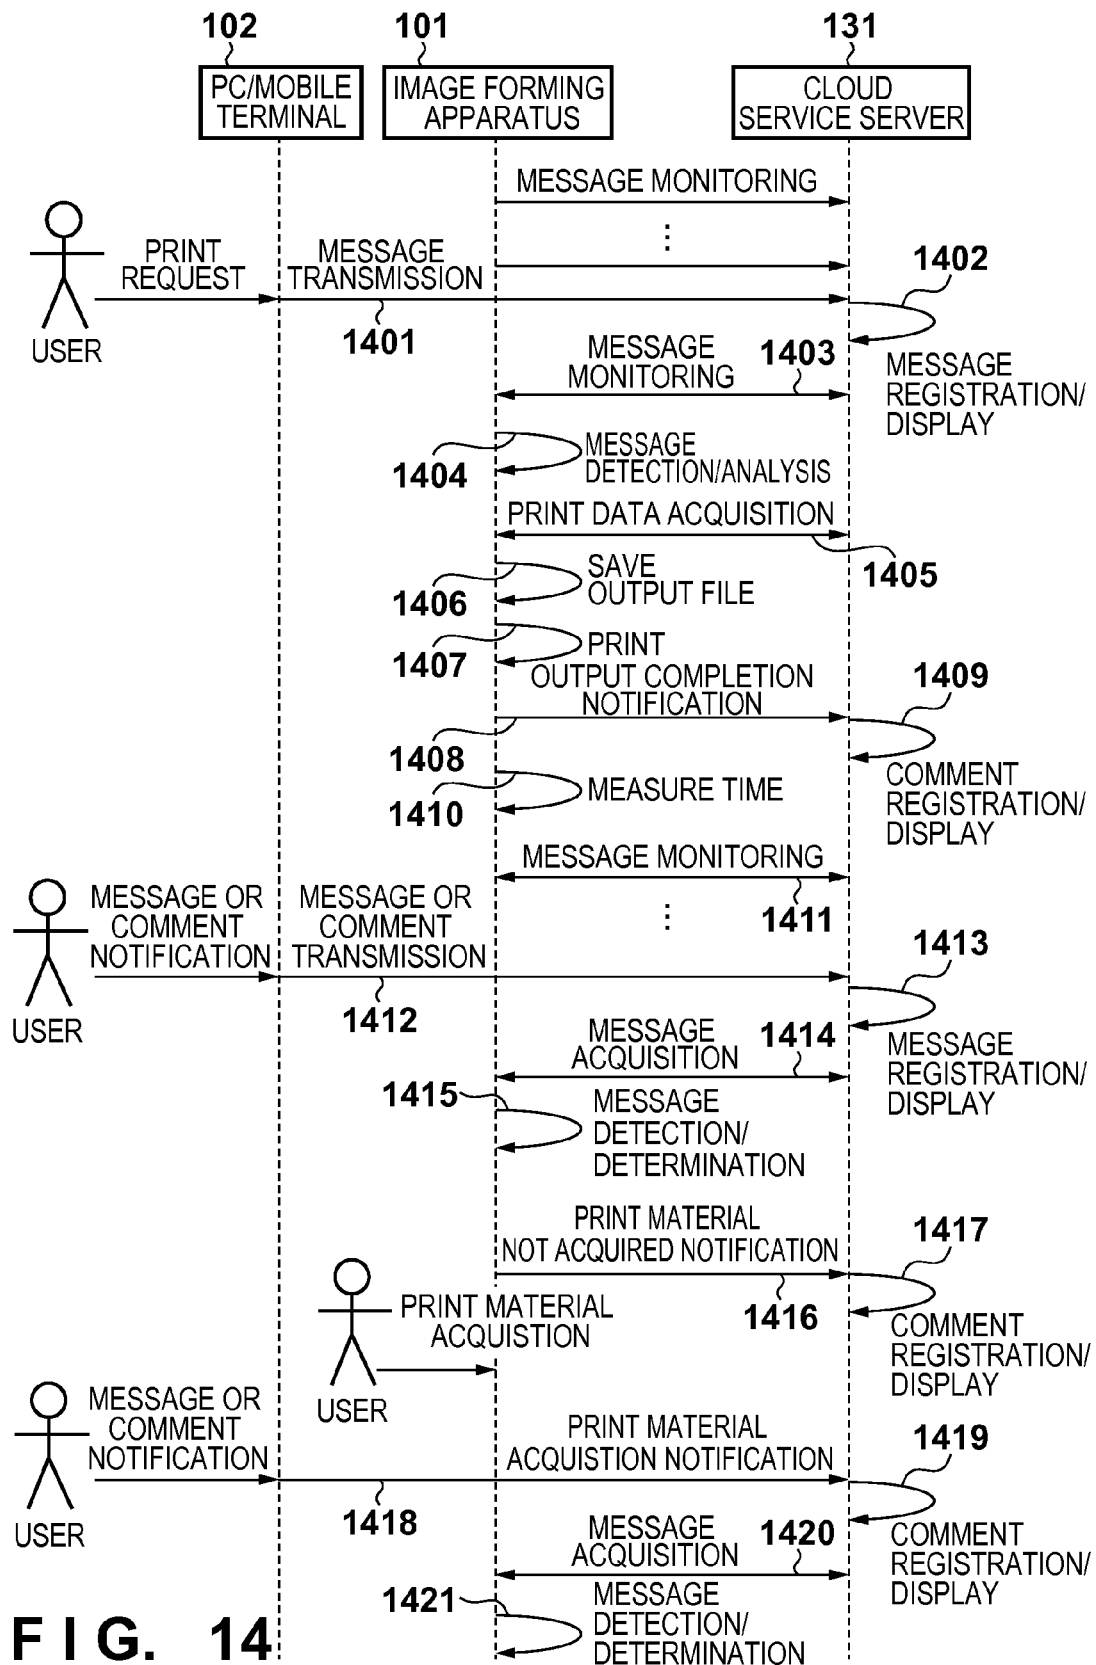 102
101
131
PC/MOBILE
TERMINAL
IMAGE FORMING
APPARATUS
CLOUD
SERVICE SERVER
MESSAGE MONITORING
PRINT
REQUEST
MESSAGE
TRANSMISSION
1402
1401
USER
MESSAGE
MONITORING
1403
MESSAGE
REGISTRATION/
DISPLAY
1404
MESSAGE
DETECTION/ANALYSIS
PRINT DATA ACQUISITION
1405
1406
SAVE
OUTPUT FILE
1407
PRINT
OUTPUT COMPLETION
NOTIFICATION
1409
1408
COMMENT
REGISTRATION/
DISPLAY
1410
MEASURE TIME
MESSAGE MONITORING
1411
MESSAGE OR
COMMENT
NOTIFICATION
MESSAGE OR
COMMENT
TRANSMISSION
1413
1412
USER
MESSAGE
ACQUISITION
1414
MESSAGE
REGISTRATION/
DISPLAY
1415
MESSAGE
DETECTION/
DETERMINATION
PRINT MATERIAL
NOT ACQUIRED NOTIFICATION
1417
1416
PRINT MATERIAL
ACQUISTION
COMMENT
REGISTRATION/
DISPLAY
USER
MESSAGE OR
COMMENT
NOTIFICATION
PRINT MATERIAL
ACQUISTION NOTIFICATION
1419
1418
USER
MESSAGE
ACQUISITION
1420
COMMENT
REGISTRATION/
DISPLAY
1421
MESSAGE
DETECTION/
DETERMINATION
FIG. 14